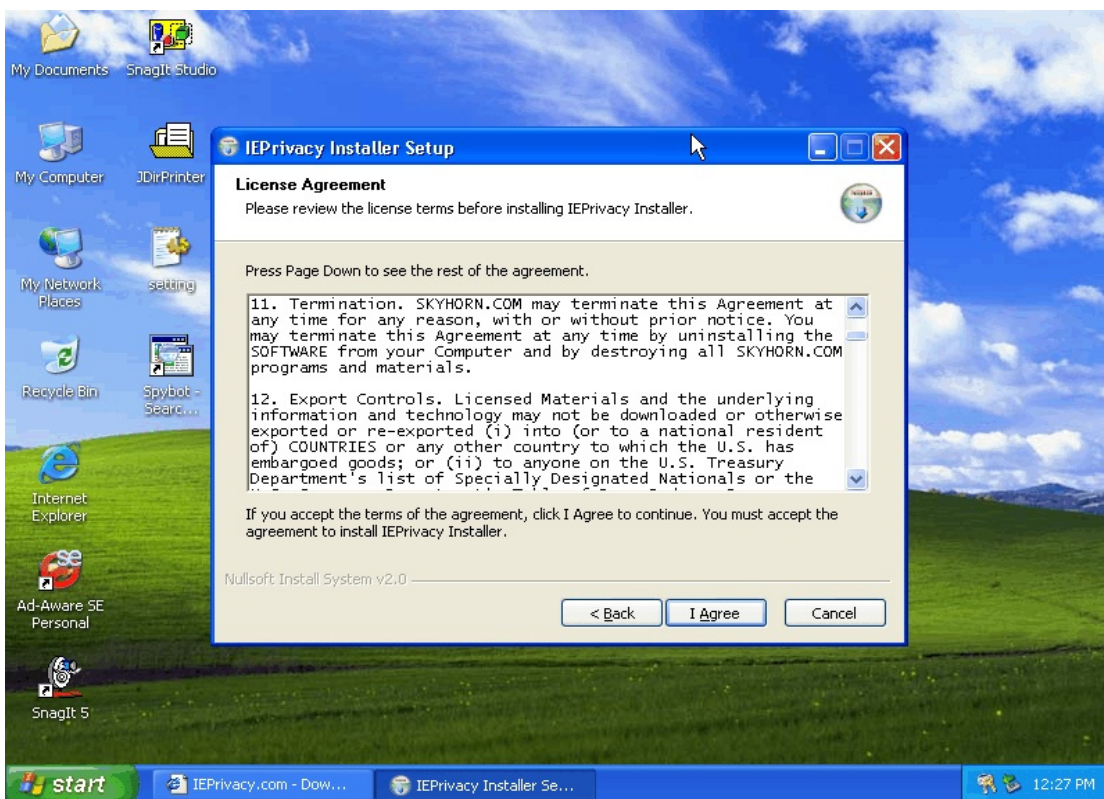 My Documents
SnagIt Studio
My Computer
JDirPrinter
My Network
Places
setting
Recycle Bin
Spybot -
Searc...
Internet
Explorer
Ad-Aware SE
Personal
SnagIt 5
IEPrivacy Installer Setup
License Agreement
Please review the license terms before installing IEPrivacy Installer.
Press Page Down to see the rest of the agreement.
11. Termination. SKYHORN.COM may terminate this Agreement at
any time for any reason, with or without prior notice. You
may terminate this Agreement at any time by uninstalling the
SOFTWARE from your Computer and by destroying all SKYHORN.COM
programs and materials.
12. Export Controls. Licensed Materials and the underlying
information and technology may not be downloaded or otherwise
exported or re-exported (i) into (or to a national resident
of) COUNTRIES or any other country to which the U.S. has
embargoed goods; or (ii) to anyone on the U.S. Treasury
Department's list of Specially Designated Nationals or the
If you accept the terms of the agreement, click I Agree to continue. You must accept the
agreement to install IEPrivacy Installer.
Nullsoft Install System v2.0
< Back
I Agree
Cancel
start
IEPrivacy.com - Dow...
IEPrivacy Installer Se...
12:27 PM